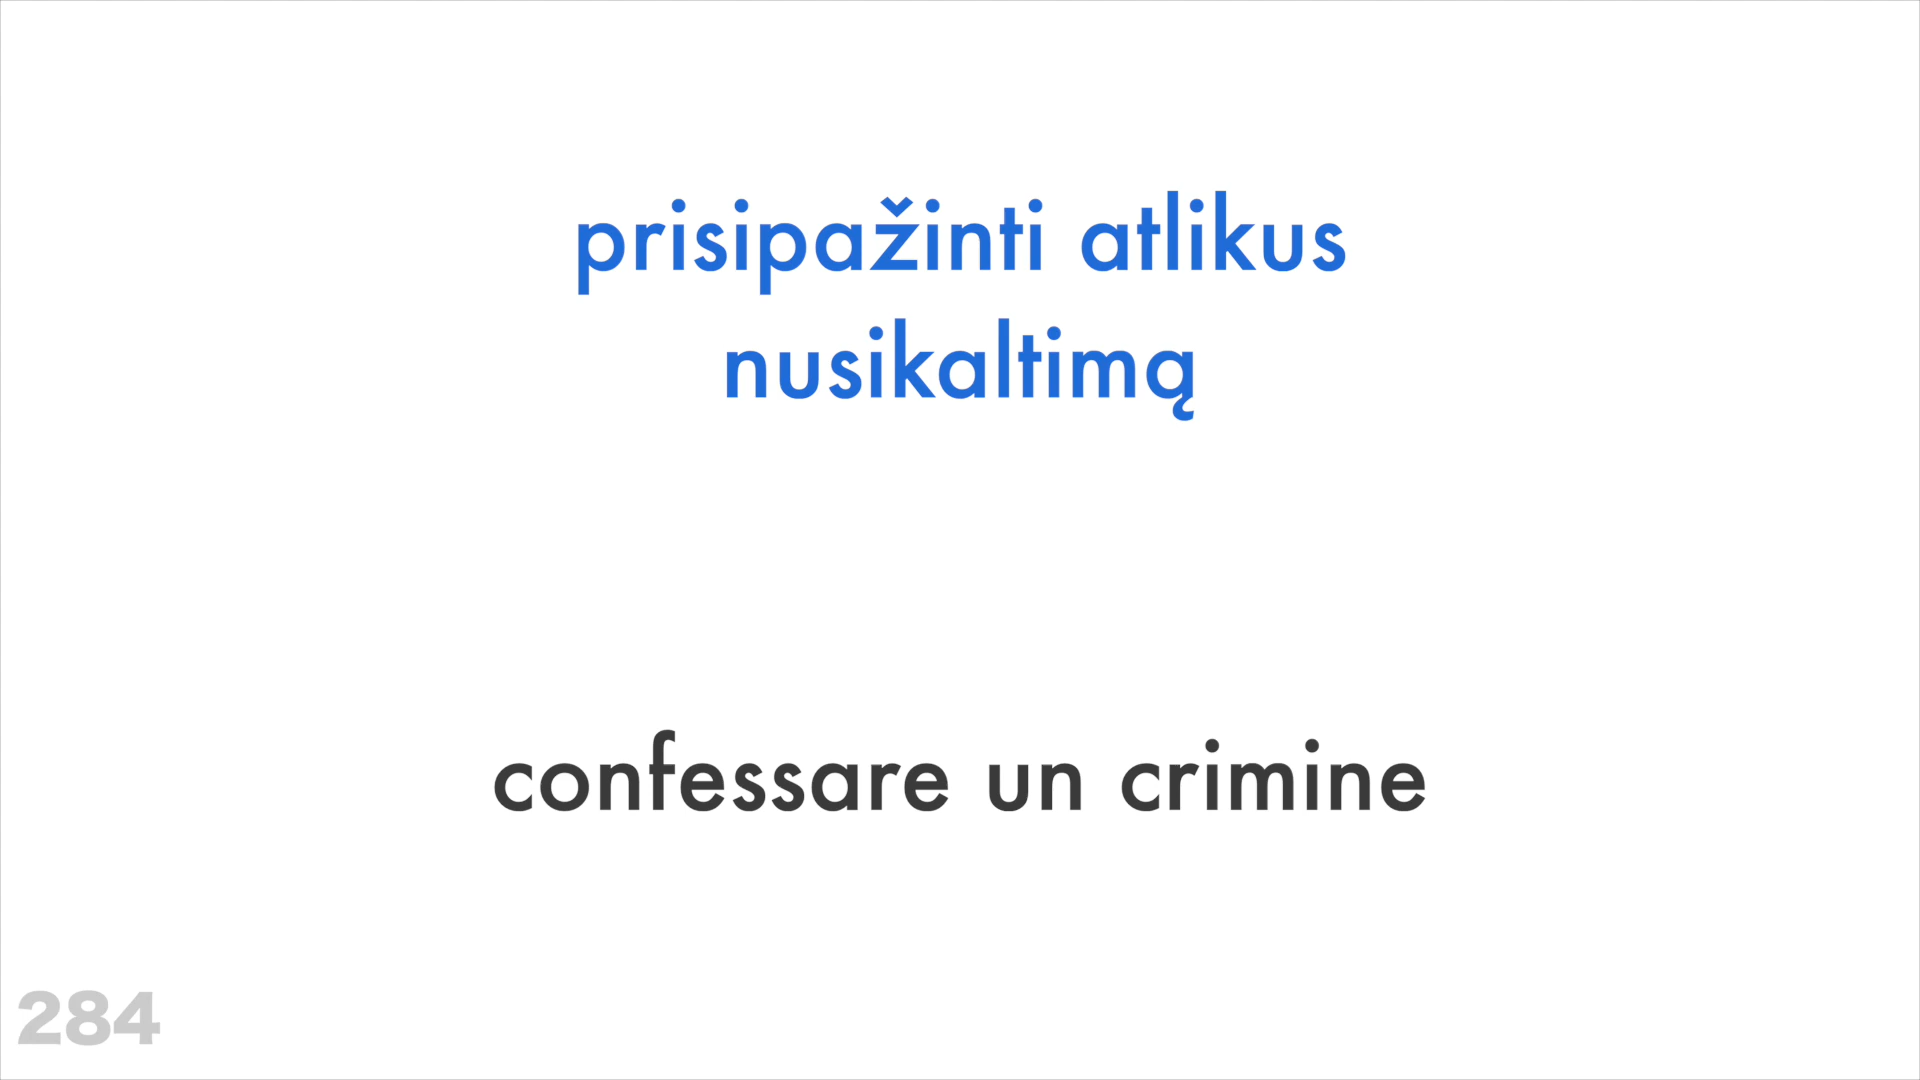 prisipažinti atlikus
nusikaltimą
confessare un crimine
284